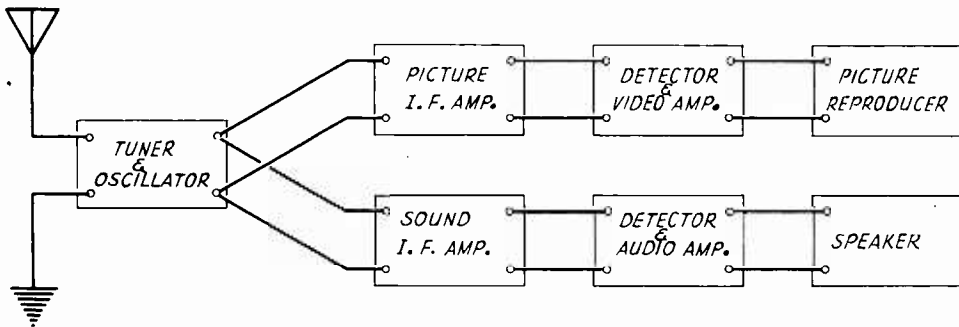 TUNER
&
OSCILLATOR
PICTURE
I.F. AMP.
DETECTOR
&
VIDEO AMP.
PICTURE
REPRODUCER
SOUND
I.F. AMP.
DETECTOR
&
AUDIO AMP.
SPEAKER